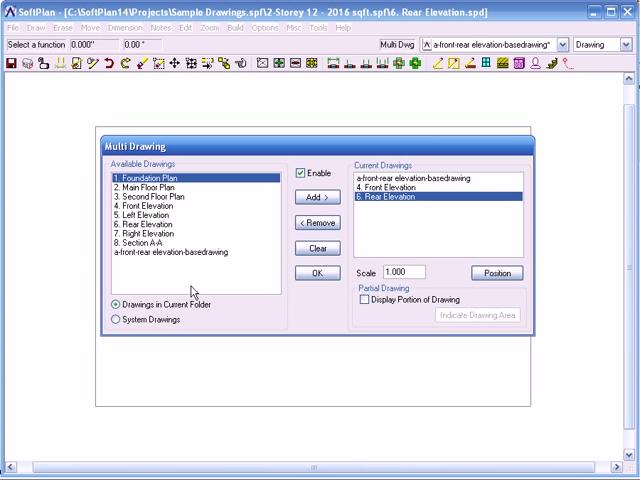 SoftPlan - [C:\SoftPlan14\Projects\Sample Drawings.spf\2-Storey 12 - 2016 sqft.spf\6. Rear Elevation.spd]
File Draw Erase Move Dimension Notes Edit Zoom Build Options Misc Tools Help
Select a function 0.000" 0.00 ° Multi Dwg a-front-rear elevation-basedrawing* Drawing
Multi Drawing
Available Drawings
1. Foundation Plan
2. Main Floor Plan
3. Second Floor Plan
4. Front Elevation
5. Left Elevation
6. Rear Elevation
7. Right Elevation
8. Section A-A
a-front-rear elevation-basedrawing
Drawings in Current Folder
System Drawings
Enable
Add >
< Remove
Clear
OK
Current Drawings
a-front-rear elevation-basedrawing
4. Front Elevation
6. Rear Elevation
Scale 1.000 Position
Partial Drawing
Display Portion of Drawing
Indicate Drawing Area